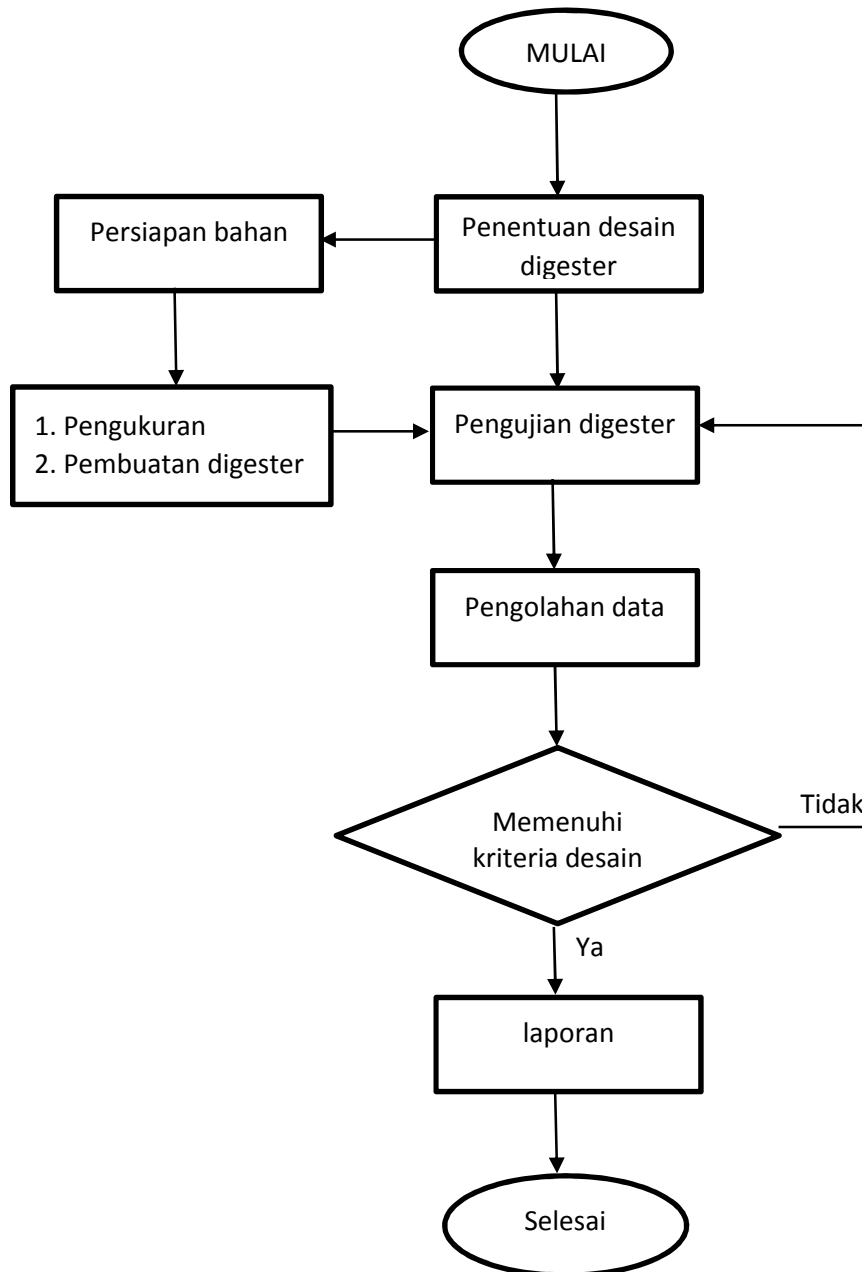 MULAI
Persiapan bahan
Penentuan desain
digester
1. Pengukuran
2. Pembuatan digester
Pengujian digester
Pengolahan data
Memenuhi
kriteria desain
Tidak
Ya
laporan
Selesai